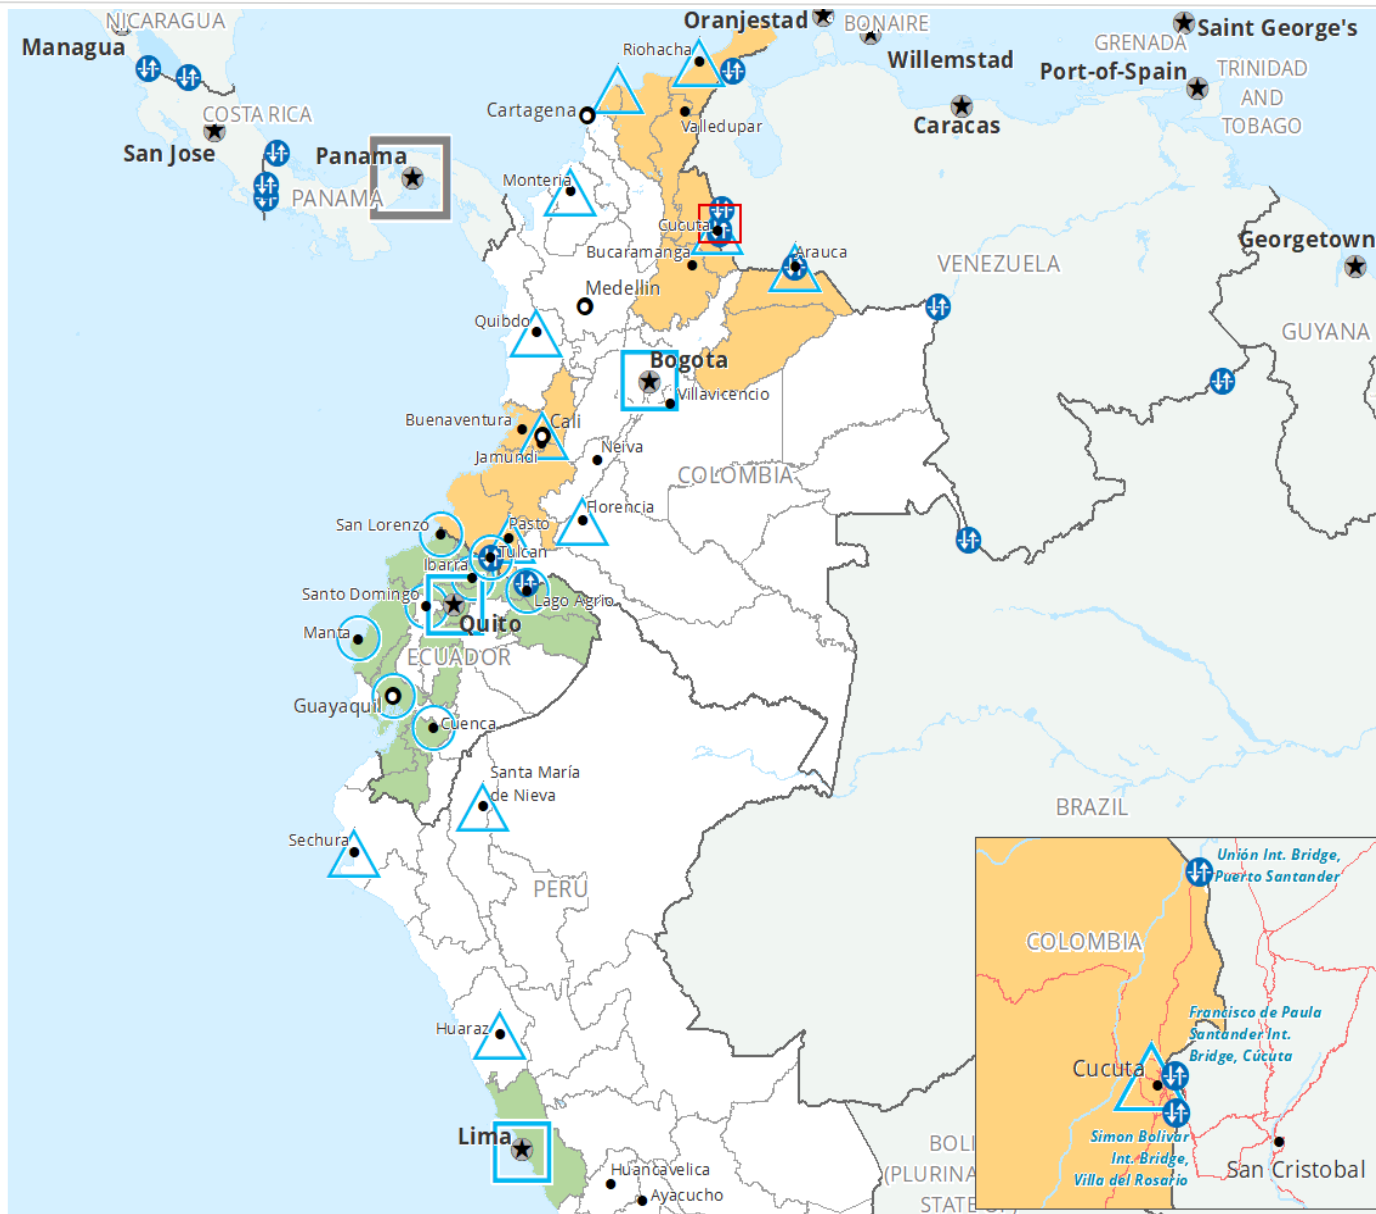 NICARAGUA
Oranjestad
BONAIRE
Saint George's
Managua
Riohacha
Willemstad
GRENADA
Port-of-Spain
TRINIDAD
AND
TOBAGO
COSTA RICA
Cartagena
Valledupar
Caracas
San Jose
Panama
PANAMA
Monteria
Cucuta
Bucaramanga
Arauca
VENEZUELA
Georgetown
Medellin
Quibdo
GUYANA
Bogota
Villavicencio
Buenaventura
Cali
Jamundi
Neiva
COLOMBIA
San Lorenzo
Pasto
Florencia
Tulcan
Ibarra
Santo Domingo
Lago Agrio
Quito
Manta
ECUADOR
Guayaquil
Cuenca
Santa María
de Nieva
BRAZIL
Sechura
PERU
Huaraz
Lima
Huancavelica
Ayacucho
BOLI
(PLURINA
STATE OF)
Unión Int. Bridge,
Puerto Santander
COLOMBIA
Francisco de Paula
Santander Int.
Bridge, Cúcuta
Cucuta
Simon Bolivar
Int. Bridge,
Villa del Rosario
San Cristobal